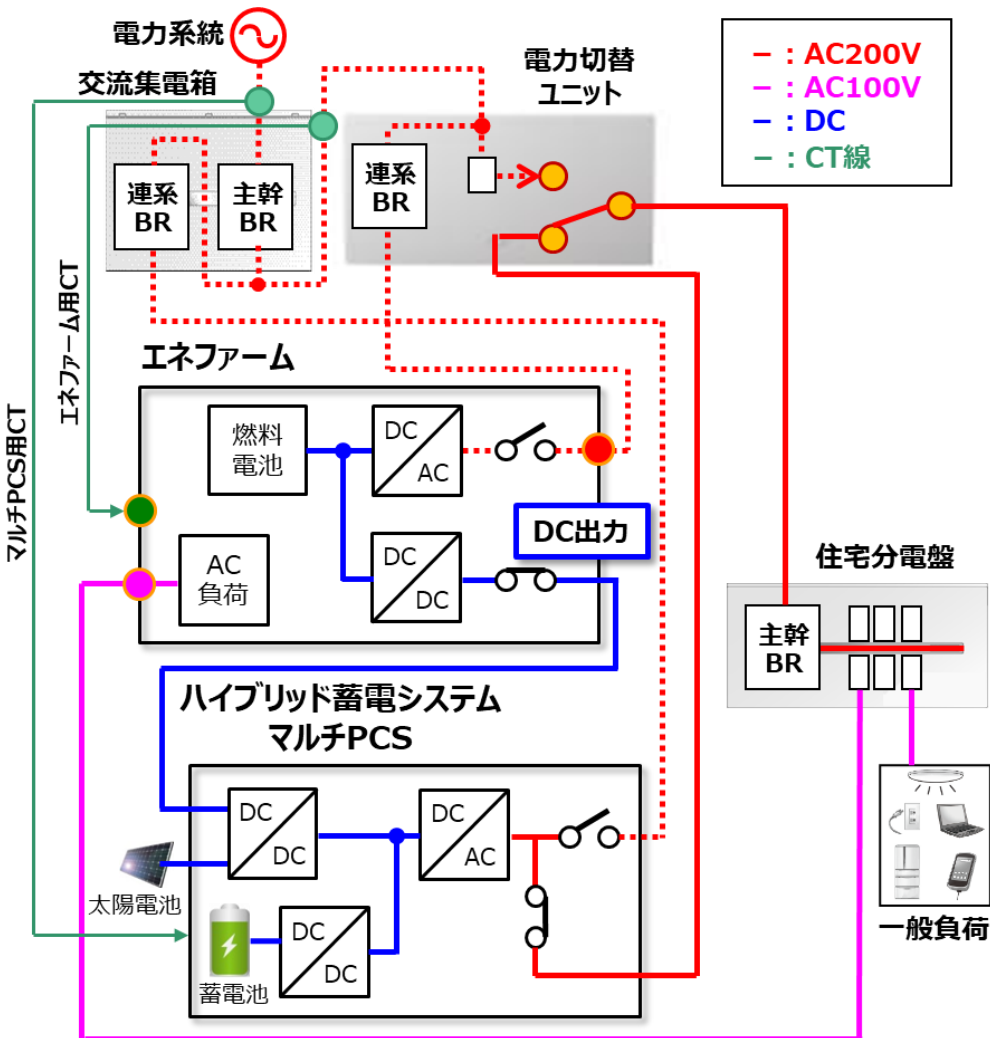 電力系統
交流集電箱
電力切替
ユニット
－：AC200V
－：AC100V
－：DC
－：CT線
連系
BR
主幹
BR
連系
BR
エネファーム用CT
マルチPCS用CT
エネファーム
燃料
電池
DC
AC
DC出力
AC
負荷
DC
DC
住宅分電盤
主幹
BR
ハイブリッド蓄電システム
マルチPCS
DC
DC
DC
AC
太陽電池
DC
DC
蓄電池
一般負荷